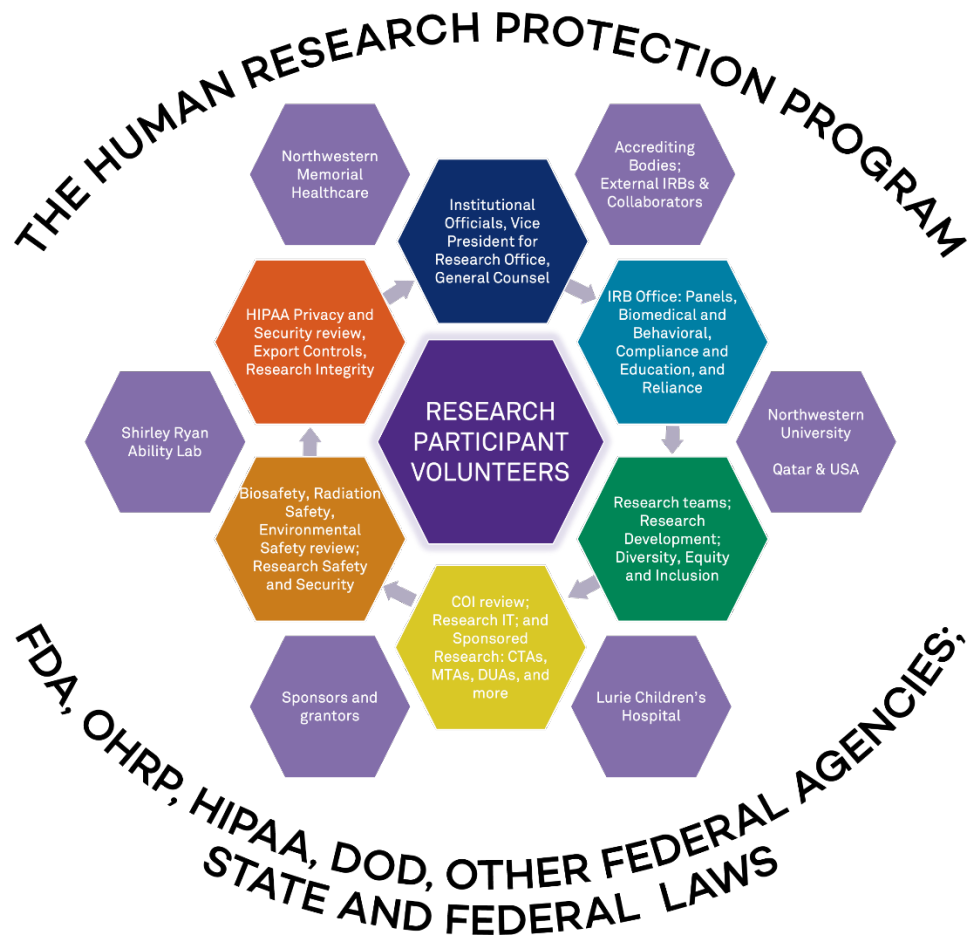 THE HUMAN RESEARCH PROTECTION PROGRAM
Northwestern
Memorial
Healthcare
Accrediting
Bodies;
External IRBs &
Collaborators
Institutional
Officials, Vice
President for
Research Office,
General Counsel
HIPAA Privacy and
Security review,
Export Controls,
Research Integrity
IRB Office: Panels,
Biomedical and
Behavioral,
Compliance and
Education, and
Reliance
RESEARCH
PARTICIPANT
VOLUNTEERS
Shirley Ryan
Ability Lab
Northwestern
University
Qatar & USA
Biosafety, Radiation
Safety,
Environmental
Safety review;
Research Safety
and Security
Research teams;
Research
Development;
Diversity, Equity
and Inclusion
COI review;
Research IT; and
Sponsored
Research: CTAs,
MTAs, DUAs, and
more
Sponsors and
grantors
Lurie Children's
Hospital
FDA, OHRP, HIPAA, DOD, OTHER FEDERAL AGENCIES;
STATE AND FEDERAL LAWS